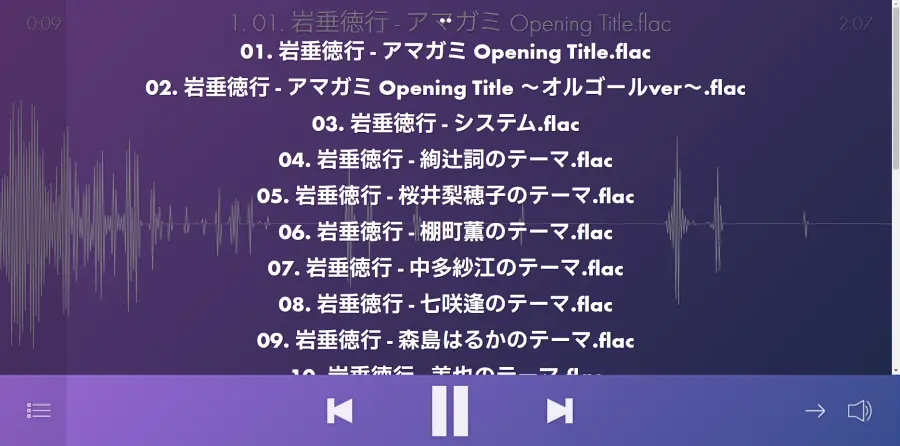 0:09
1. 01. 岩垂徳行 - アマガミ Opening Title.flac
2:07
..
01. 岩垂徳行 - アマガミ Opening Title.flac
02. 岩垂徳行 - アマガミ Opening Title ～オルゴールver～.flac
03. 岩垂徳行 - システム.flac
04. 岩垂徳行 - 絢辻詞のテーマ.flac
05. 岩垂徳行 - 桜井梨穂子のテーマ.flac
06. 岩垂徳行 - 棚町薫のテーマ.flac
07. 岩垂徳行 - 中多紗江のテーマ.flac
08. 岩垂徳行 - 七咲逢のテーマ.flac
09. 岩垂徳行 - 森島はるかのテーマ.flac
10. 岩垂徳行 - 美也のテーマ.flac